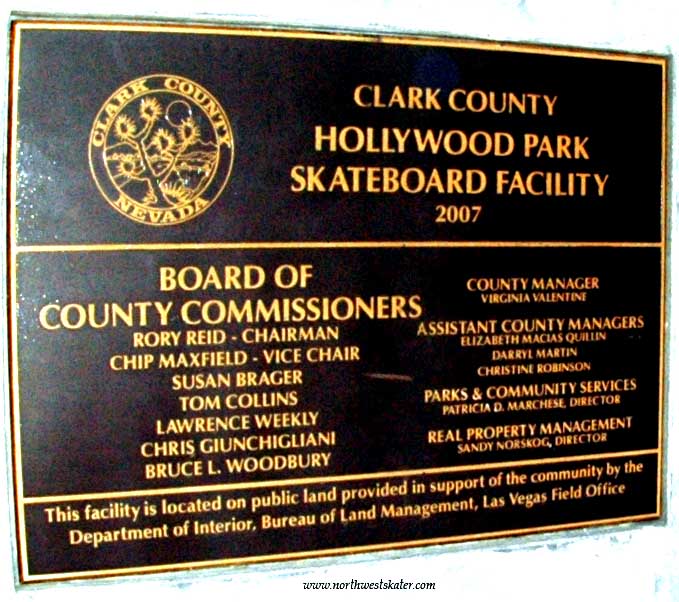 CLARK COUNTY
NEVADA
CLARK COUNTY
HOLLYWOOD PARK
SKATEBOARD FACILITY
2007
BOARD OF
COUNTY COMMISSIONERS
RORY REID - CHAIRMAN
CHIP MAXFIELD - VICE CHAIR
SUSAN BRAGER
TOM COLLINS
LAWRENCE WEEKLY
CHRIS GIUNCHIGLIANI
BRUCE L. WOODBURY
COUNTY MANAGER
VIRGINIA VALENTINE
ASSISTANT COUNTY MANAGERS
ELIZABETH MACIAS QUILLIN
DARRYL MARTIN
CHRISTINE ROBINSON
PARKS & COMMUNITY SERVICES
PATRICIA D. MARCHESE, DIRECTOR
REAL PROPERTY MANAGEMENT
SANDY NORSKOG, DIRECTOR
This facility is located on public land provided in support of the community by the
Department of Interior, Bureau of Land Management, Las Vegas Field Office
www.northwestskater.com